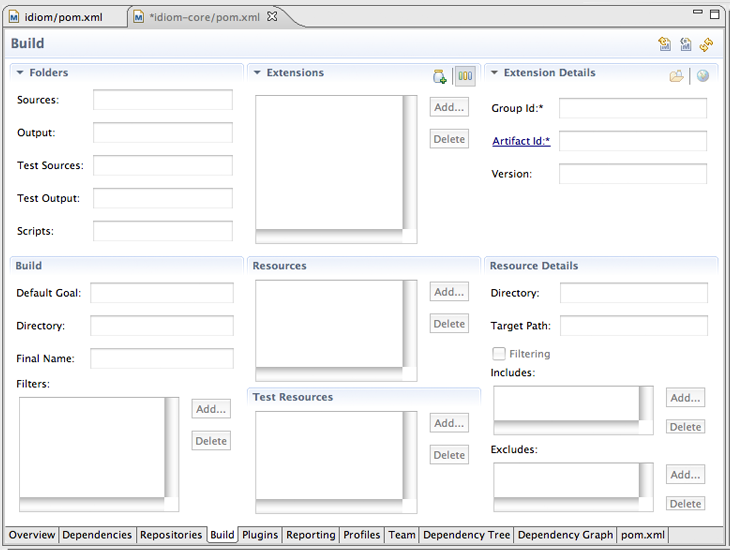 idiom/pom.xml
*idiom-core/pom.xml
Build
Folders
Sources:
Output:
Test Sources:
Test Output:
Scripts:
Extensions
Add...
Delete
Extension Details
Group Id:*
Artifact Id:*
Version:
Build
Default Goal:
Directory:
Final Name:
Filters:
Add...
Delete
Resources
Add...
Delete
Test Resources
Add...
Delete
Resource Details
Directory:
Target Path:
Filtering
Includes:
Add...
Delete
Excludes:
Add...
Delete
Overview Dependencies Repositories Build Plugins Reporting Profiles Team Dependency Tree Dependency Graph pom.xml